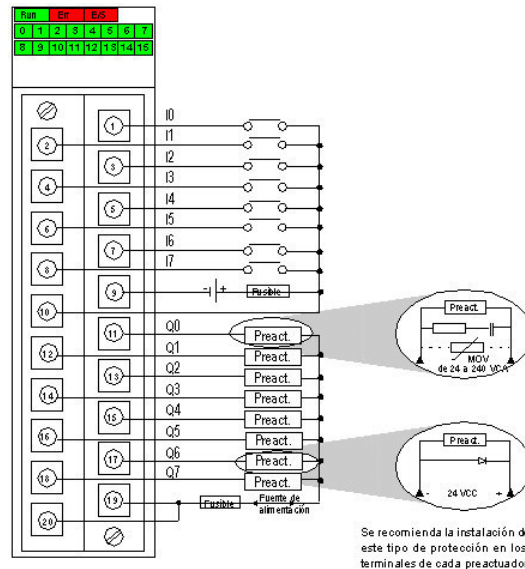 Run Err E/S
0 1 2 3 4 5 6 7
8 9 10 11 12 13 14 15
1
I0
2
I1
3
I2
4
I3
5
I4
6
I5
7
I6
8
I7
9
- + Fusible
10
11
Q0
Preact.
12
Q1
Preact.
13
Q2
Preact.
14
Q3
Preact.
15
Q4
Preact.
16
Q5
Preact.
17
Q6
Preact.
18
Q7
Preact.
19
Fusible
Fuente de
alimentación
20
Preact.
MOV
de 24 a 240 VCA
Preact.
- 24 VCC +
Se recomienda la instalación d
este tipo de protección en los
terminales de cada preactuado